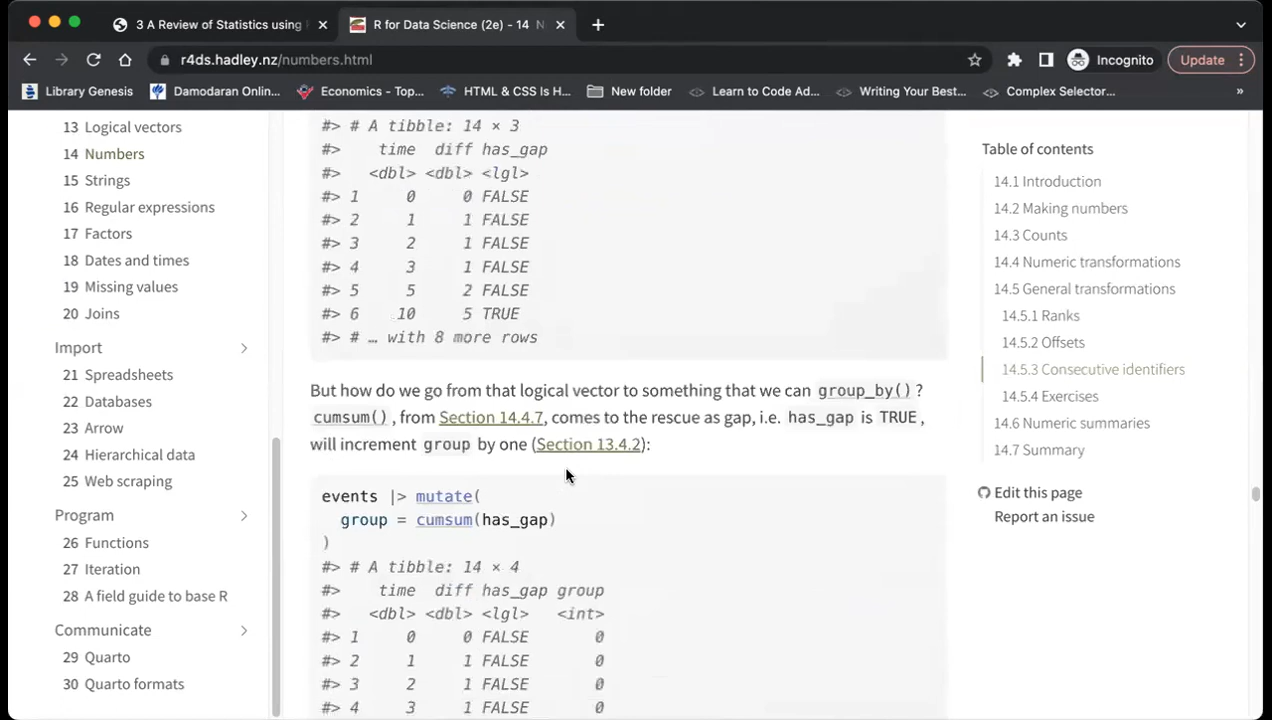 3 A Review of Statistics using
R for Data Science (2e) - 14 N
r4ds.hadley.nz/numbers.html
Incognito
Update
Library Genesis
Damodaran Onlin...
Economics - Top...
HTML & CSS Is H...
New folder
Learn to Code Ad...
Writing Your Best...
Complex Selector...
»
13 Logical vectors
14 Numbers
15 Strings
16 Regular expressions
17 Factors
18 Dates and times
19 Missing values
20 Joins
Import
21 Spreadsheets
22 Databases
23 Arrow
24 Hierarchical data
25 Web scraping
Program
26 Functions
27 Iteration
28 A field guide to base R
Communicate
29 Quarto
30 Quarto formats
#> # A tibble: 14 × 3
#> time diff has_gap
#> <dbl> <dbl> <lgl>
#> 1 0 0 FALSE
#> 2 1 1 FALSE
#> 3 2 1 FALSE
#> 4 3 1 FALSE
#> 5 5 2 FALSE
#> 6 10 5 TRUE
#> # … with 8 more rows
But how do we go from that logical vector to something that we can group_by()?
cumsum(), from Section 14.4.7, comes to the rescue as gap, i.e. has_gap is TRUE,
will increment group by one (Section 13.4.2):
events |> mutate(
group = cumsum(has_gap)
)
#> # A tibble: 14 × 4
#> time diff has_gap group
#> <dbl> <dbl> <lgl> <int>
#> 1 0 0 FALSE 0
#> 2 1 1 FALSE 0
#> 3 2 1 FALSE 0
#> 4 3 1 FALSE 0
Table of contents
14.1 Introduction
14.2 Making numbers
14.3 Counts
14.4 Numeric transformations
14.5 General transformations
14.5.1 Ranks
14.5.2 Offsets
14.5.3 Consecutive identifiers
14.5.4 Exercises
14.6 Numeric summaries
14.7 Summary
Edit this page
Report an issue